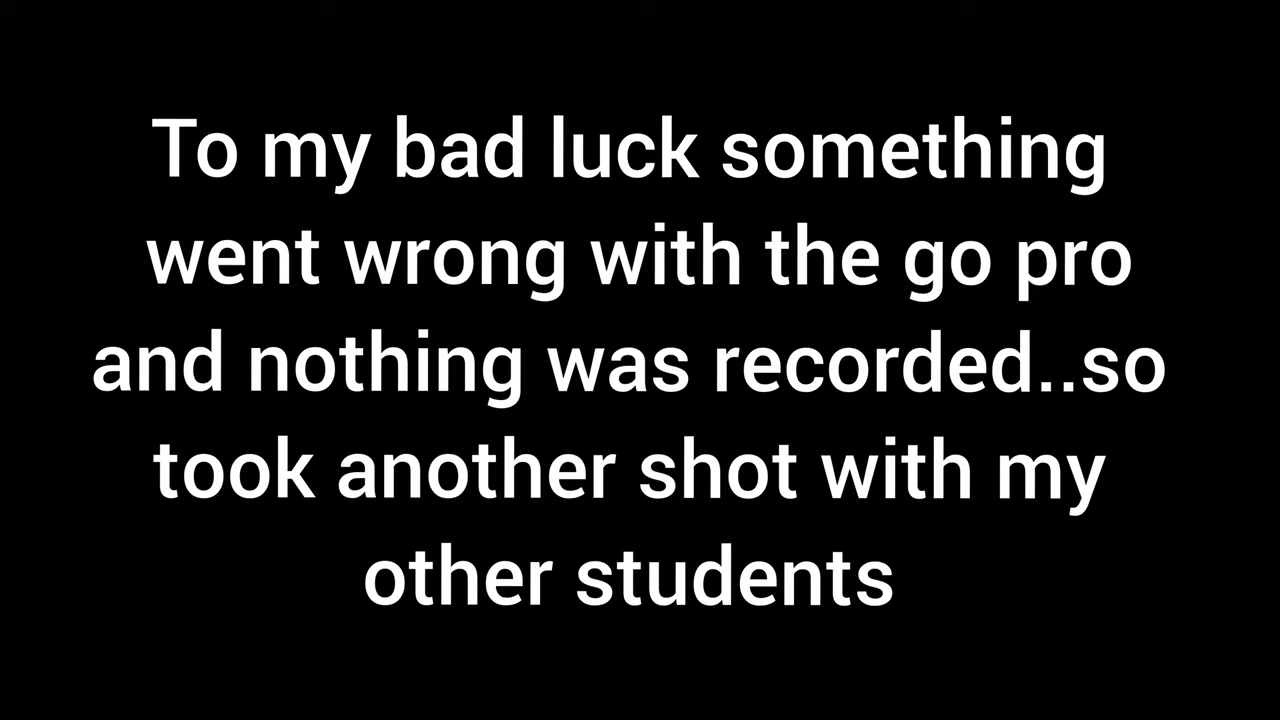 To my bad luck something
went wrong with the go pro
and nothing was recorded..so
took another shot with my
other students